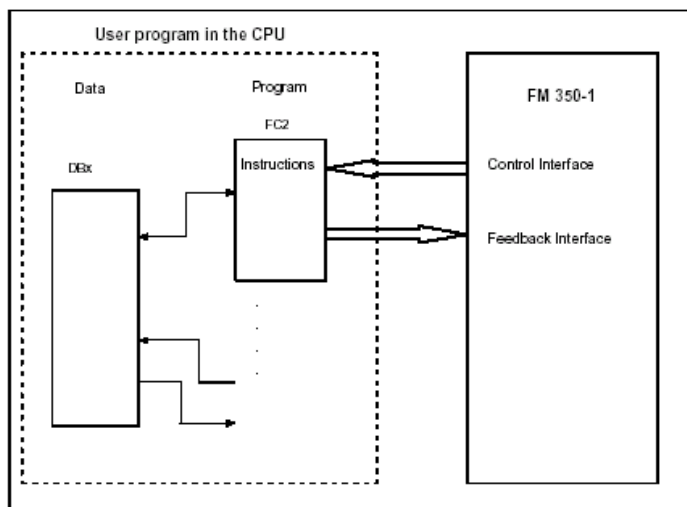 User program in the CPU
Data
Program
FM 350-1
FC2
DBx
Instructions
Control Interface
Feedback Interface